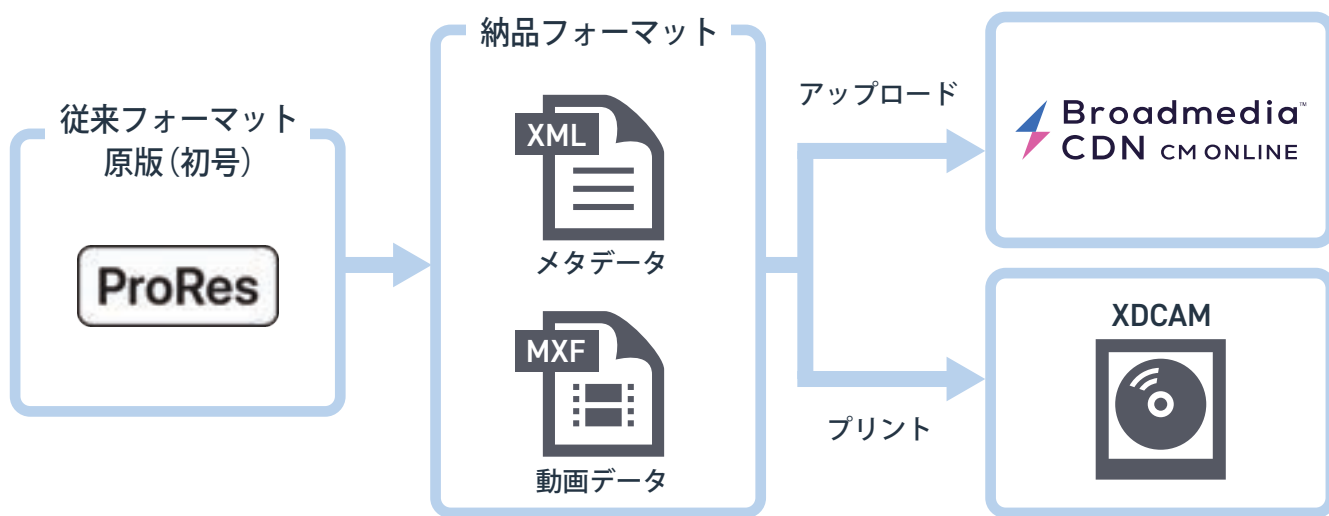 従来フォーマット
原版（初号）
ProRes
納品フォーマット
XML
メタデータ
MXF
動画データ
アップロード
Broadmedia™
CDN CM ONLINE
プリント
XDCAM